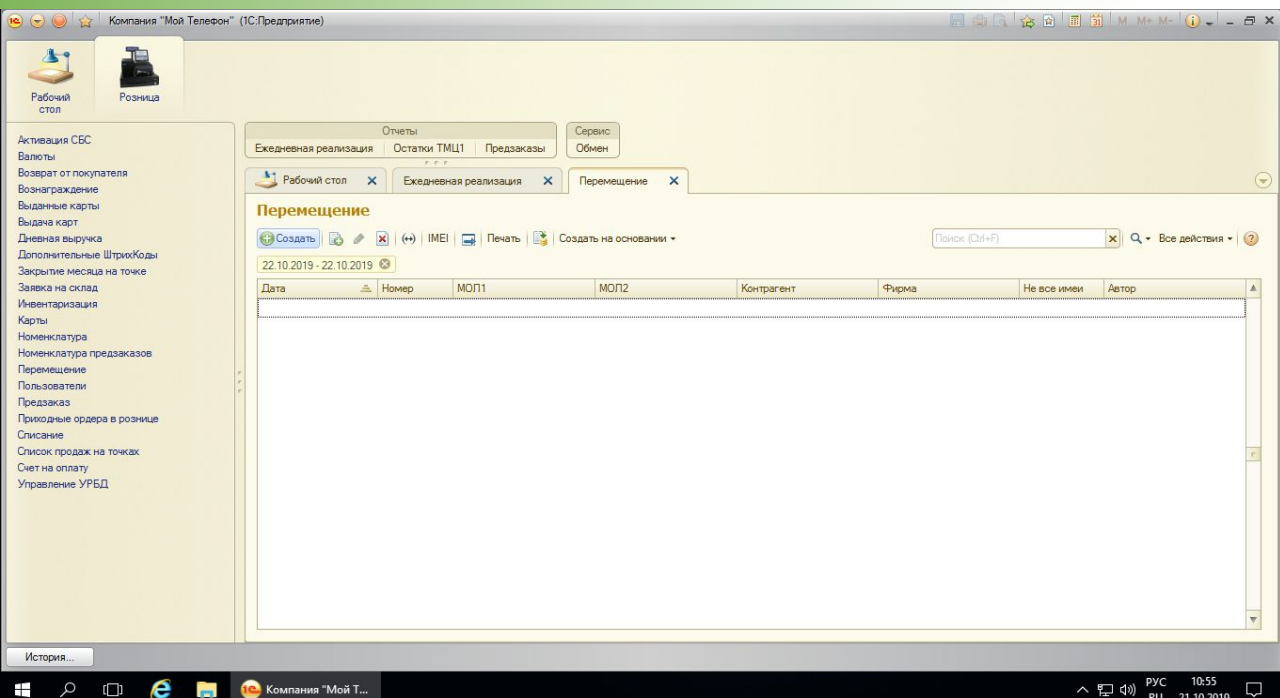 Компания "Мой Телефон" (1С:Предприятие)
M M+ M-
Рабочий стол
Розница
Активация СБС
Валюты
Возврат от покупателя
Вознаграждение
Выданные карты
Выдача карт
Дневная выручка
Дополнительные ШтрихКоды
Закрытие месяца на точке
Заявка на склад
Инвентаризация
Карты
Номенклатура
Номенклатура предзаказов
Перемещение
Пользователи
Предзаказ
Приходные ордера в рознице
Списание
Список продаж на точках
Счет на оплату
Управление УРБД
Отчеты
Ежедневная реализация Остатки ТМЦ1 Предзаказы
Сервис
Обмен
Рабочий стол Ежедневная реализация Перемещение
Перемещение
Создать IMEI Печать Создать на основании Поиск (Ctrl+F) Все действия
22.10.2019 - 22.10.2019
Дата Номер МОЛ1 МОЛ2 Контрагент Фирма Не все имеи Автор
История...
Компания "Мой Т...
РУС 10:55
RU 21.10.2019